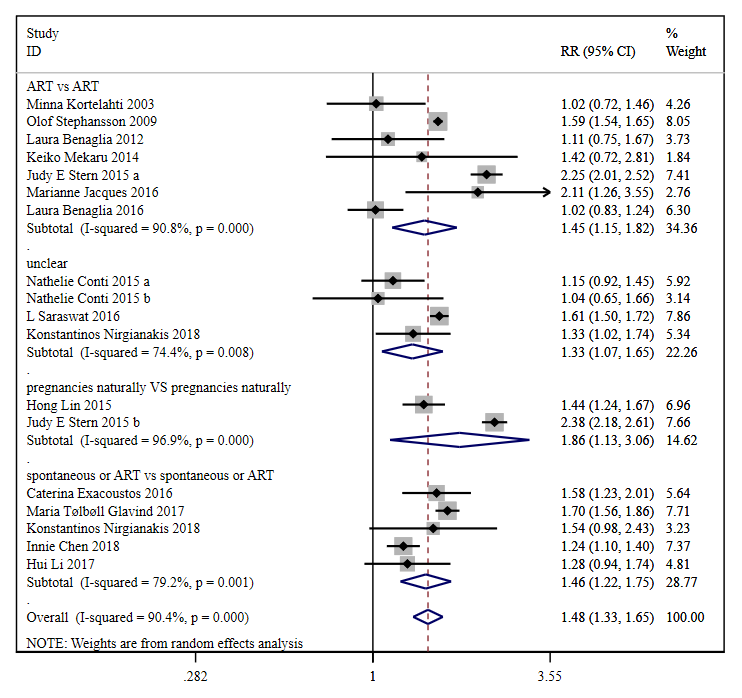 Study %
ID RR (95% CI) Weight
ART vs ART
Minna Kortelahti 2003 1.02 (0.72, 1.46) 4.26
Olof Stephansson 2009 1.59 (1.54, 1.65) 8.05
Laura Benaglia 2012 1.11 (0.75, 1.67) 3.73
Keiko Mekaru 2014 1.42 (0.72, 2.81) 1.84
Judy E Stern 2015 a 2.25 (2.01, 2.52) 7.41
Marianne Jacques 2016 2.11 (1.26, 3.55) 2.76
Laura Benaglia 2016 1.02 (0.83, 1.24) 6.30
Subtotal (I-squared = 90.8%, p = 0.000) 1.45 (1.15, 1.82) 34.36
.
unclear
Nathelie Conti 2015 a 1.15 (0.92, 1.45) 5.92
Nathelie Conti 2015 b 1.04 (0.65, 1.66) 3.14
L Saraswat 2016 1.61 (1.50, 1.72) 7.86
Konstantinos Nirgianakis 2018 1.33 (1.02, 1.74) 5.34
Subtotal (I-squared = 74.4%, p = 0.008) 1.33 (1.07, 1.65) 22.26
.
pregnancies naturally VS pregnancies naturally
Hong Lin 2015 1.44 (1.24, 1.67) 6.96
Judy E Stern 2015 b 2.38 (2.18, 2.61) 7.66
Subtotal (I-squared = 96.9%, p = 0.000) 1.86 (1.13, 3.06) 14.62
.
spontaneous or ART vs spontaneous or ART
Caterina Exacoustos 2016 1.58 (1.23, 2.01) 5.64
Maria Tølbøll Glavind 2017 1.70 (1.56, 1.86) 7.71
Konstantinos Nirgianakis 2018 1.54 (0.98, 2.43) 3.23
Innie Chen 2018 1.24 (1.10, 1.40) 7.37
Hui Li 2017 1.28 (0.94, 1.74) 4.81
Subtotal (I-squared = 79.2%, p = 0.001) 1.46 (1.22, 1.75) 28.77
.
Overall (I-squared = 90.4%, p = 0.000) 1.48 (1.33, 1.65) 100.00
NOTE: Weights are from random effects analysis
.282 1 3.55